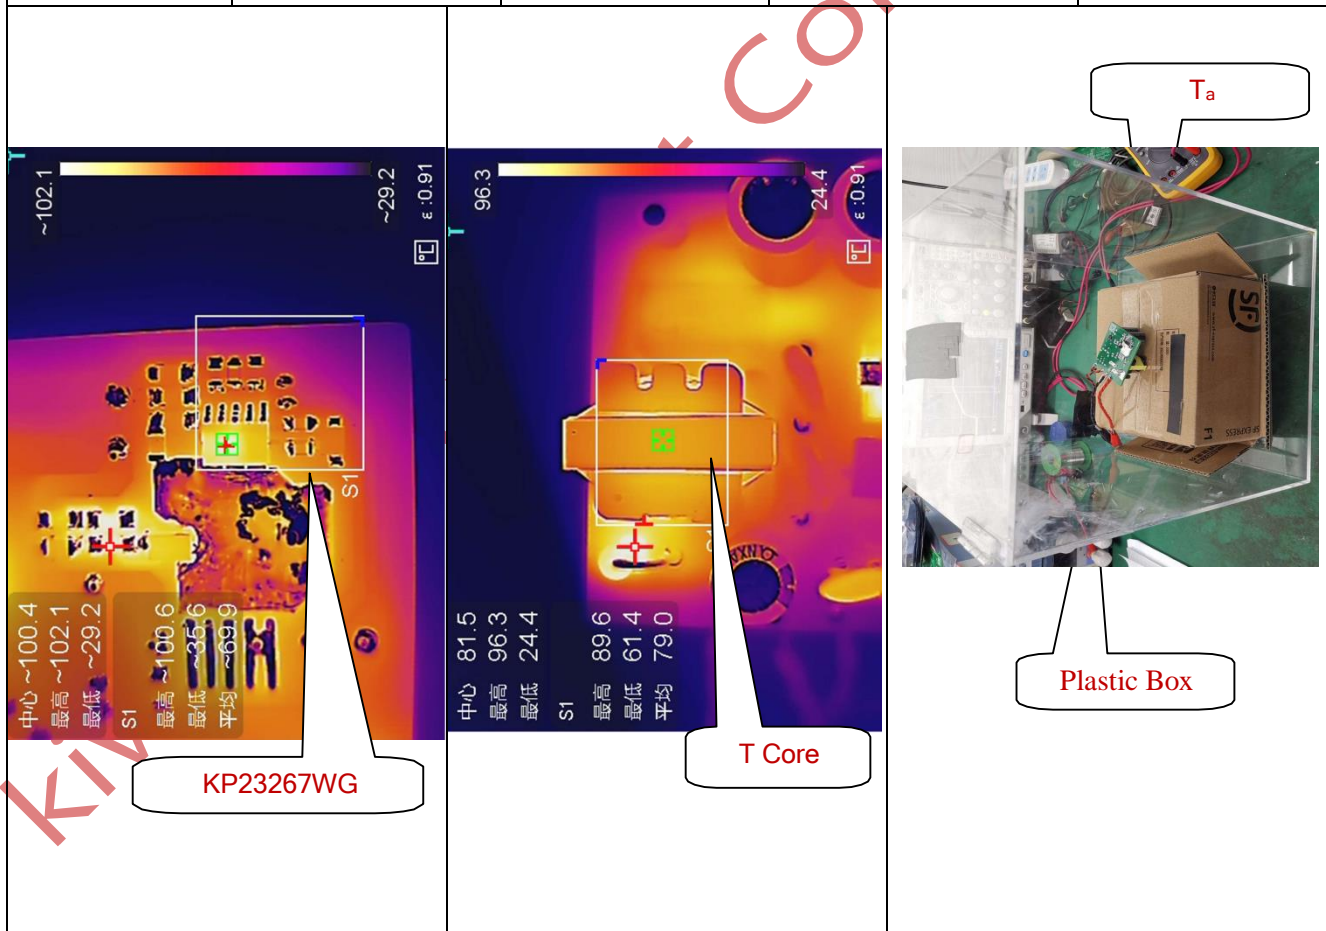 ~102.1
~29.2
ε :0.91
℃
中心 ~100.4
最高 ~102.1
最低 ~29.2
S1
最高 ~100.6
最低 ~35.6
平均 ~69.9
S1
KP23267WG
96.3
24.4
ε :0.91
℃
中心 81.5
最高 96.3
最低 24.4
S1
最高 89.6
最低 61.4
平均 79.0
T Core
Ta
SF
SF EXPRESS
F1
Plastic Box